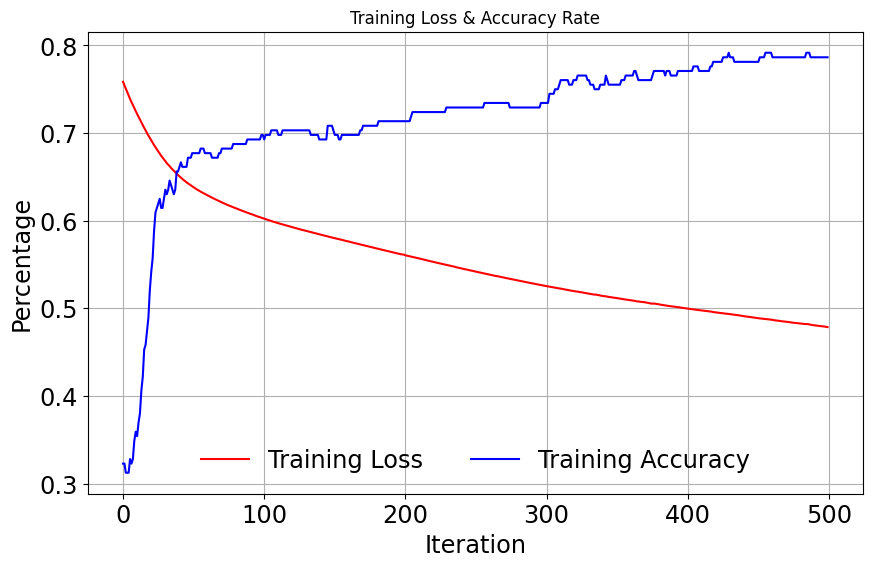 Training Loss & Accuracy Rate
Percentage
0.8
0.7
0.6
0.5
0.4
0.3
Training Loss
Training Accuracy
0 100 200 300 400 500
Iteration